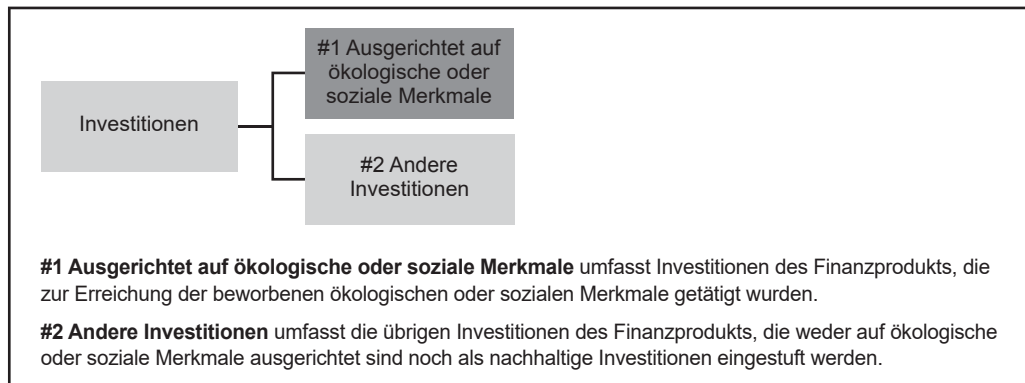 #1 Ausgerichtet auf
ökologische oder
soziale Merkmale
Investitionen
#2 Andere
Investitionen
#1 Ausgerichtet auf ökologische oder soziale Merkmale umfasst Investitionen des Finanzprodukts, die
zur Erreichung der beworbenen ökologischen oder sozialen Merkmale getätigt wurden.
#2 Andere Investitionen umfasst die übrigen Investitionen des Finanzprodukts, die weder auf ökologische
oder soziale Merkmale ausgerichtet sind noch als nachhaltige Investitionen eingestuft werden.